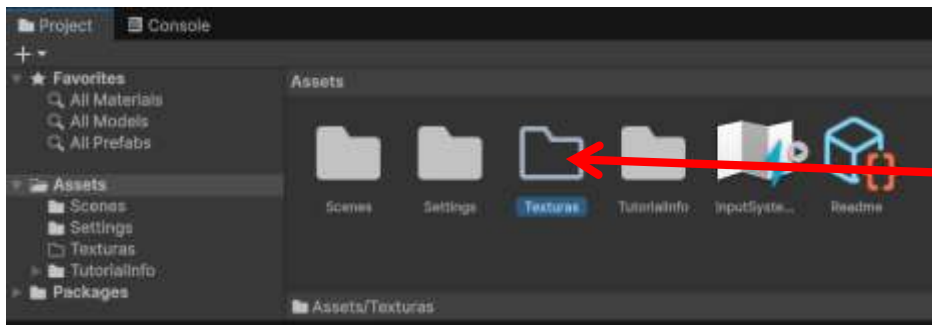 Project Console
Favorites
All Materials
All Models
All Prefabs
Assets
Scenes
Settings
Texturas
TutorialInfo
Packages
Assets
Scenes Settings Texturas TutorialInfo InputSyste... Readme
Assets/Texturas